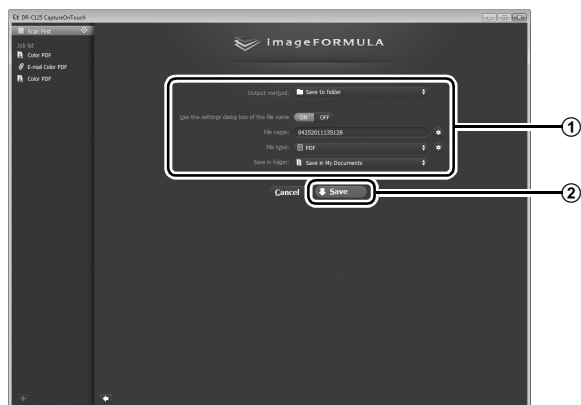 Ct DR-C125 CaptureOnTouch
Scan First
Job list
Color PDF
E-mail Color PDF
Color PDF
imageFORMULA
Output method: Save to folder
Use the settings dialog box of the file name ON OFF
File name: 04252011135128
File type: PDF
Save in folder: Save in My Documents
Cancel Save
1
2